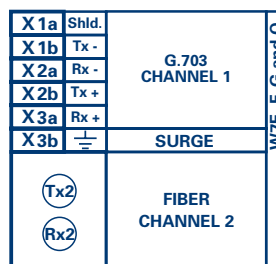 X1a Shld.
X1b Tx -
X2a Rx -
X2b Tx +
X3a Rx +
X3b
G.703
CHANNEL 1
SURGE
Tx2
Rx2
FIBER
CHANNEL 2